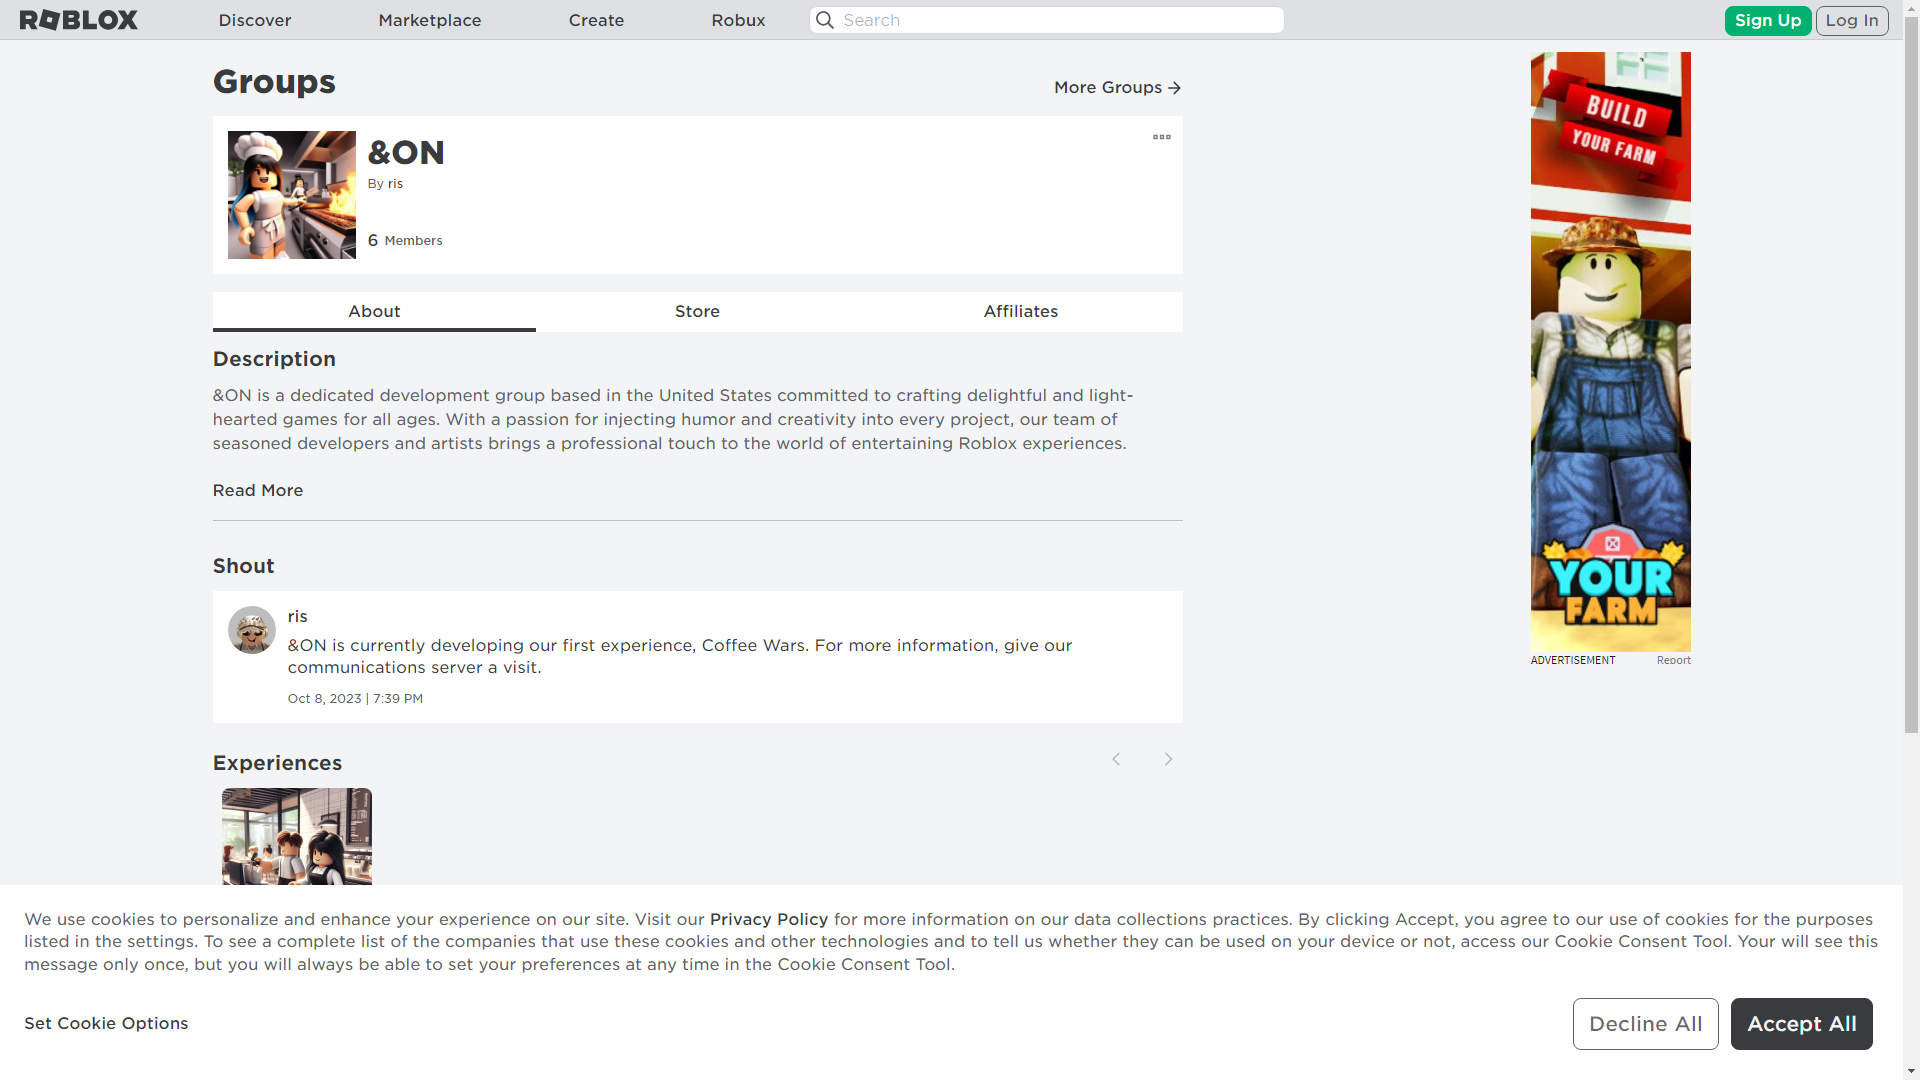 ROBLOX Discover Marketplace Create Robux Search Sign Up Log In
Groups
More Groups
&ON
By ris
6 Members
About Store Affiliates
Description
&ON is a dedicated development group based in the United States committed to crafting delightful and light-
hearted games for all ages. With a passion for injecting humor and creativity into every project, our team of
seasoned developers and artists brings a professional touch to the world of entertaining Roblox experiences.
Read More
Shout
ris
&ON is currently developing our first experience, Coffee Wars. For more information, give our
communications server a visit.
Oct 8, 2023 | 7:39 PM
Experiences
BUILD
YOUR FARM
YOUR
FARM
ADVERTISEMENT Report
We use cookies to personalize and enhance your experience on our site. Visit our Privacy Policy for more information on our data collections practices. By clicking Accept, you agree to our use of cookies for the purposes
listed in the settings. To see a complete list of the companies that use these cookies and other technologies and to tell us whether they can be used on your device or not, access our Cookie Consent Tool. Your will see this
message only once, but you will always be able to set your preferences at any time in the Cookie Consent Tool.
Set Cookie Options
Decline All
Accept All